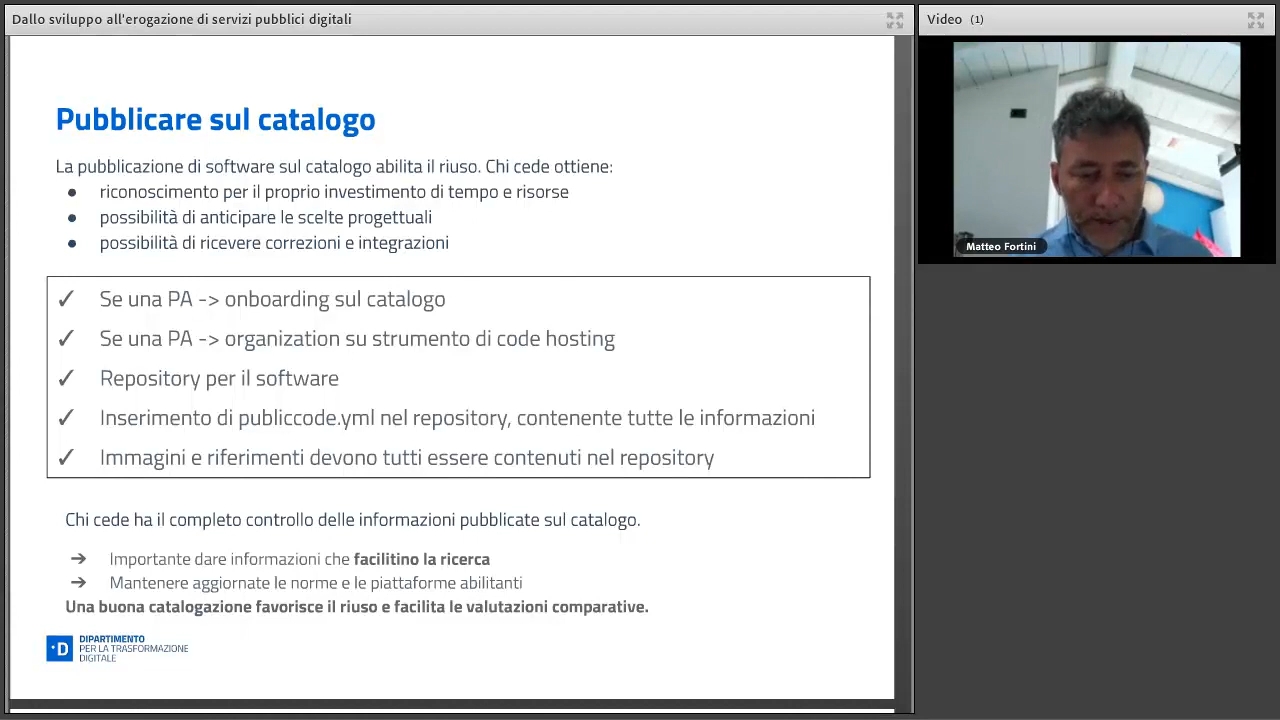 Dallo sviluppo all'erogazione di servizi pubblici digitali
Video (1)
Pubblicare sul catalogo
La pubblicazione di software sul catalogo abilita il riuso. Chi cede ottiene:
● riconoscimento per il proprio investimento di tempo e risorse
● possibilità di anticipare le scelte progettuali
● possibilità di ricevere correzioni e integrazioni
✓ Se una PA -> onboarding sul catalogo
✓ Se una PA -> organization su strumento di code hosting
✓ Repository per il software
✓ Inserimento di publiccode.yml nel repository, contenente tutte le informazioni
✓ Immagini e riferimenti devono tutti essere contenuti nel repository
Chi cede ha il completo controllo delle informazioni pubblicate sul catalogo.
➔ Importante dare informazioni che facilitino la ricerca
➔ Mantenere aggiornate le norme e le piattaforme abilitanti
Una buona catalogazione favorisce il riuso e facilita le valutazioni comparative.
·D
DIPARTIMENTO
PER LA TRASFORMAZIONE
DIGITALE
Matteo Fortini